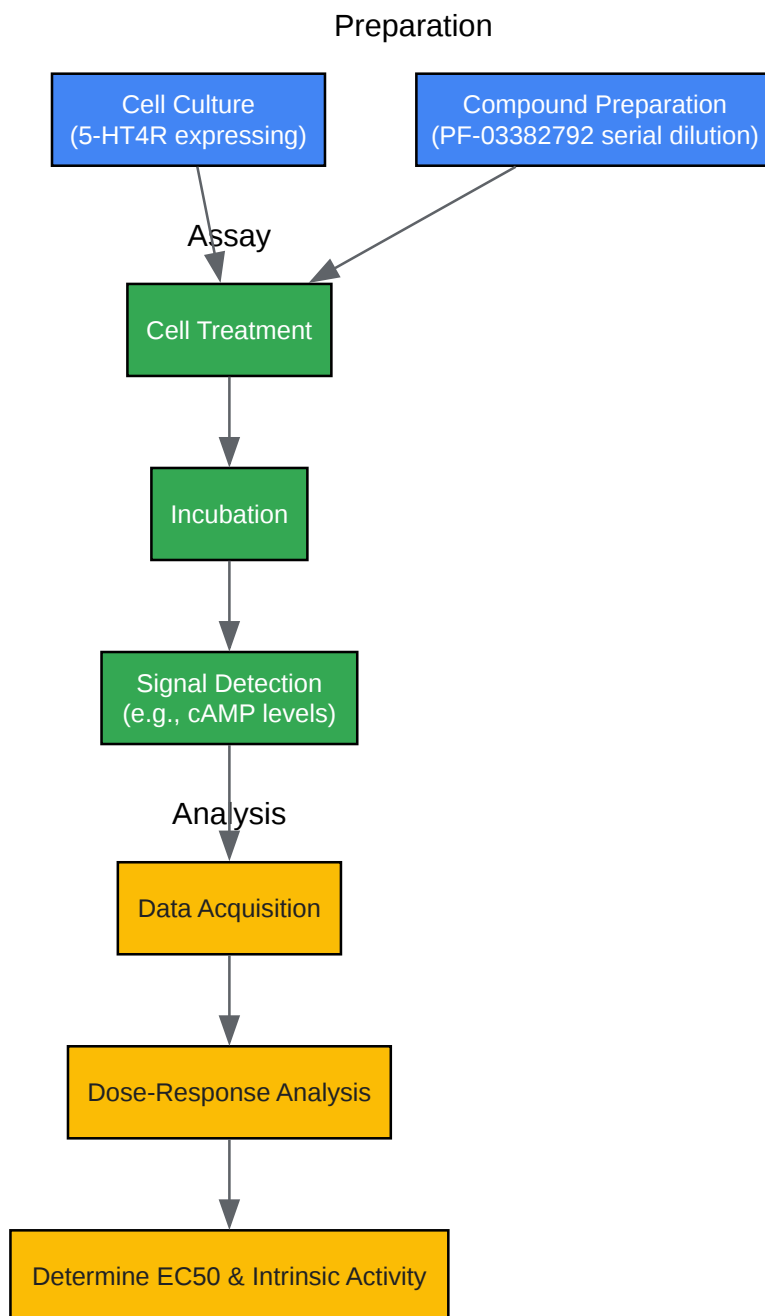 Preparation
Cell Culture
(5-HT4R expressing)
Compound Preparation
(PF-03382792 serial dilution)
Assay
Cell Treatment
Incubation
Signal Detection
(e.g., cAMP levels)
Analysis
Data Acquisition
Dose-Response Analysis
Determine EC50 & Intrinsic Activity